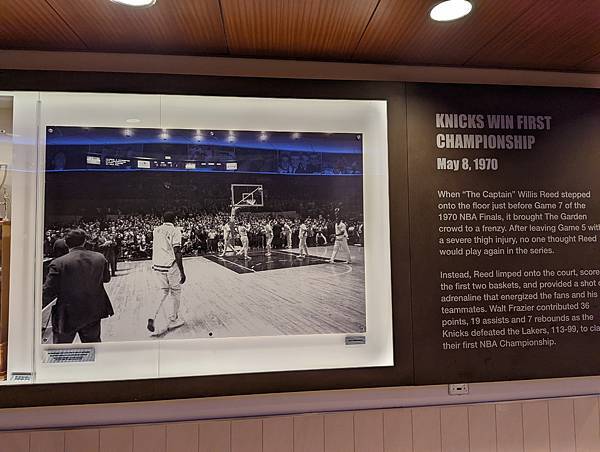 KNICKS WIN FIRST
CHAMPIONSHIP
May 8, 1970
When “The Captain” Willis Reed stepped
onto the floor just before Game 7 of the
1970 NBA Finals, it brought The Garden
crowd to a frenzy. After leaving Game 5 with
a severe thigh injury, no one thought Reed
would play again in the series.
Instead, Reed limped onto the court, score
the first two baskets, and provided a shot
adrenaline that energized the fans and his
teammates. Walt Frazier contributed 36
points, 19 assists and 7 rebounds as the
Knicks defeated the Lakers, 113-99, to cla
their first NBA Championship.